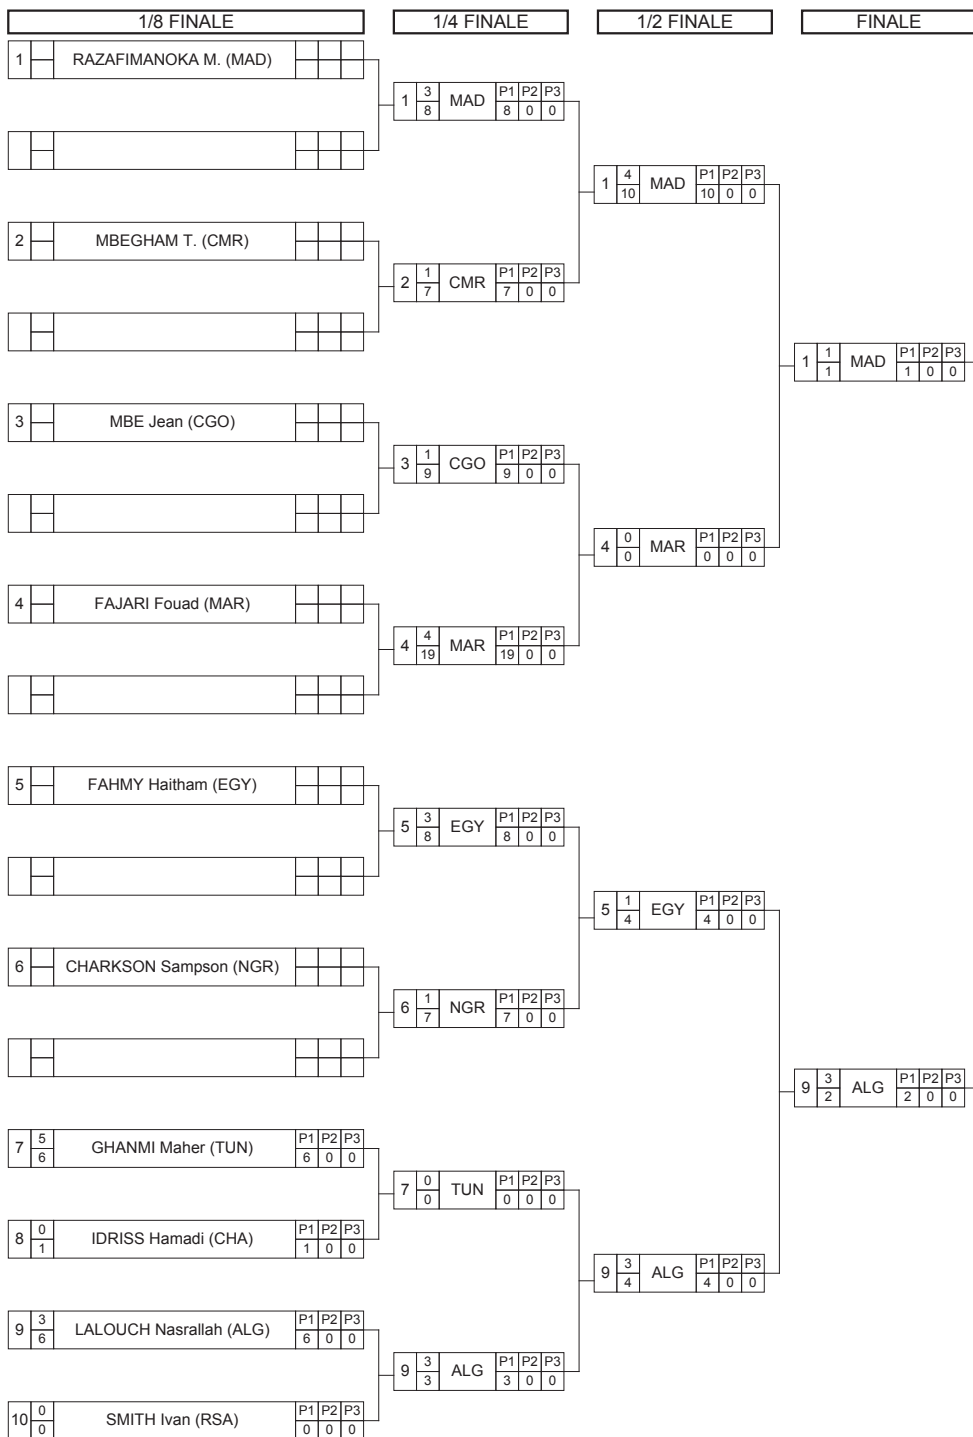 1/8 FINALE 1/4 FINALE 1/2 FINALE FINALE
1 RAZAFIMANOKA M. (MAD)
1 3 8 MAD P1 P2 P3 8 0 0
1 4 10 MAD P1 P2 P3 10 0 0
2 MBEGHAM T. (CMR)
2 1 7 CMR P1 P2 P3 7 0 0
1 1 1 MAD P1 P2 P3 1 0 0
3 MBE Jean (CGO)
3 1 9 CGO P1 P2 P3 9 0 0
4 0 0 MAR P1 P2 P3 0 0 0
4 FAJARI Fouad (MAR)
4 4 19 MAR P1 P2 P3 19 0 0
5 FAHMY Haitham (EGY)
5 3 8 EGY P1 P2 P3 8 0 0
5 1 4 EGY P1 P2 P3 4 0 0
6 CHARKSON Sampson (NGR)
6 1 7 NGR P1 P2 P3 7 0 0
9 3 2 ALG P1 P2 P3 2 0 0
7 5 6 GHANMI Maher (TUN) P1 P2 P3 6 0 0
7 0 0 TUN P1 P2 P3 0 0 0
8 0 1 IDRISS Hamadi (CHA) P1 P2 P3 1 0 0
9 3 4 ALG P1 P2 P3 4 0 0
9 3 6 LALOUCH Nasrallah (ALG) P1 P2 P3 6 0 0
9 3 3 ALG P1 P2 P3 3 0 0
10 0 0 SMITH Ivan (RSA) P1 P2 P3 0 0 0